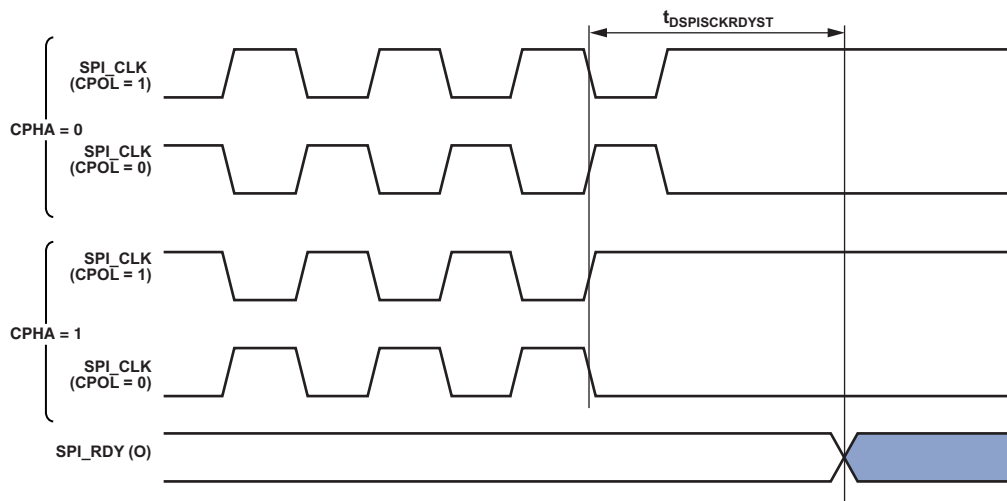 tDSPISCKRDYST
SPI_CLK
(CPOL = 1)
CPHA = 0
SPI_CLK
(CPOL = 0)
SPI_CLK
(CPOL = 1)
CPHA = 1
SPI_CLK
(CPOL = 0)
SPI_RDY (O)